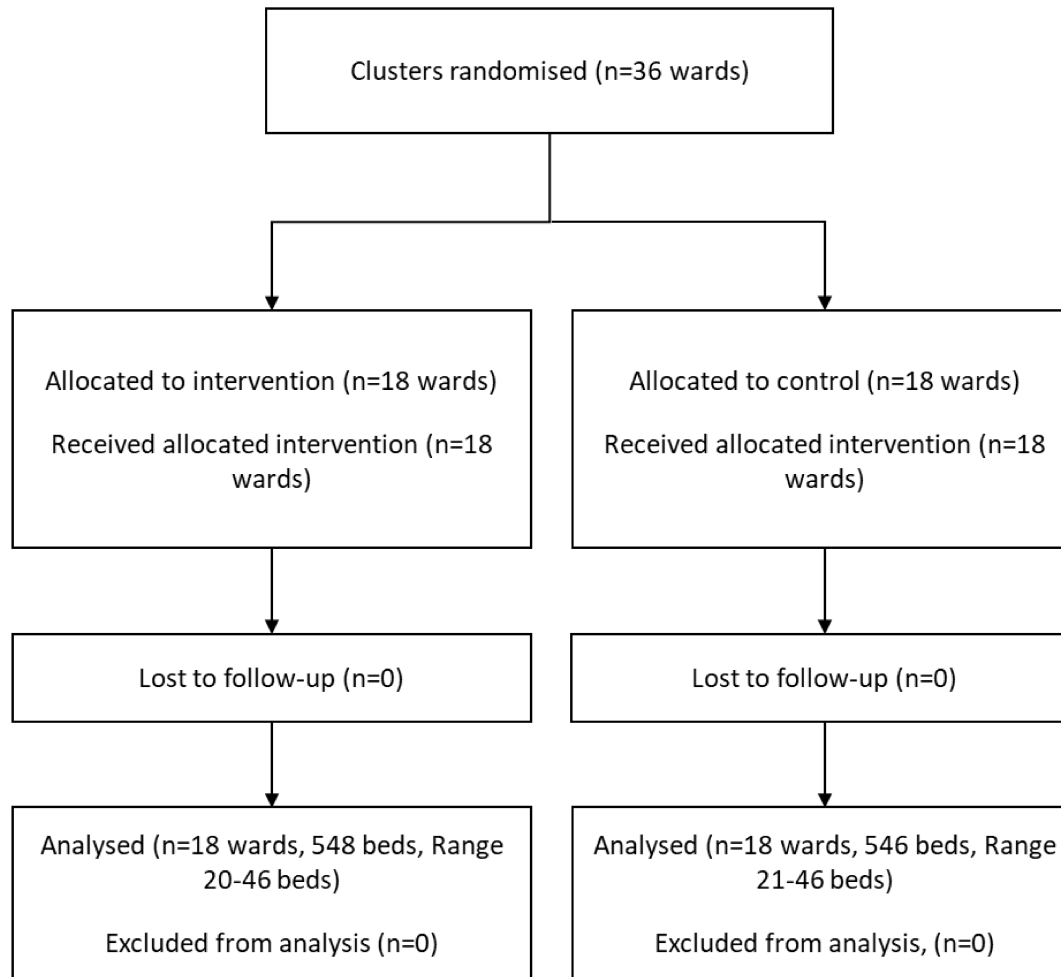 Clusters randomised (n=36 wards)
Allocated to intervention (n=18 wards)
Received allocated intervention (n=18
wards)
Allocated to control (n=18 wards)
Received allocated intervention (n=18
wards)
Lost to follow-up (n=0)
Lost to follow-up (n=0)
Analysed (n=18 wards, 548 beds, Range
20-46 beds)
Excluded from analysis (n=0)
Analysed (n=18 wards, 546 beds, Range
21-46 beds)
Excluded from analysis, (n=0)